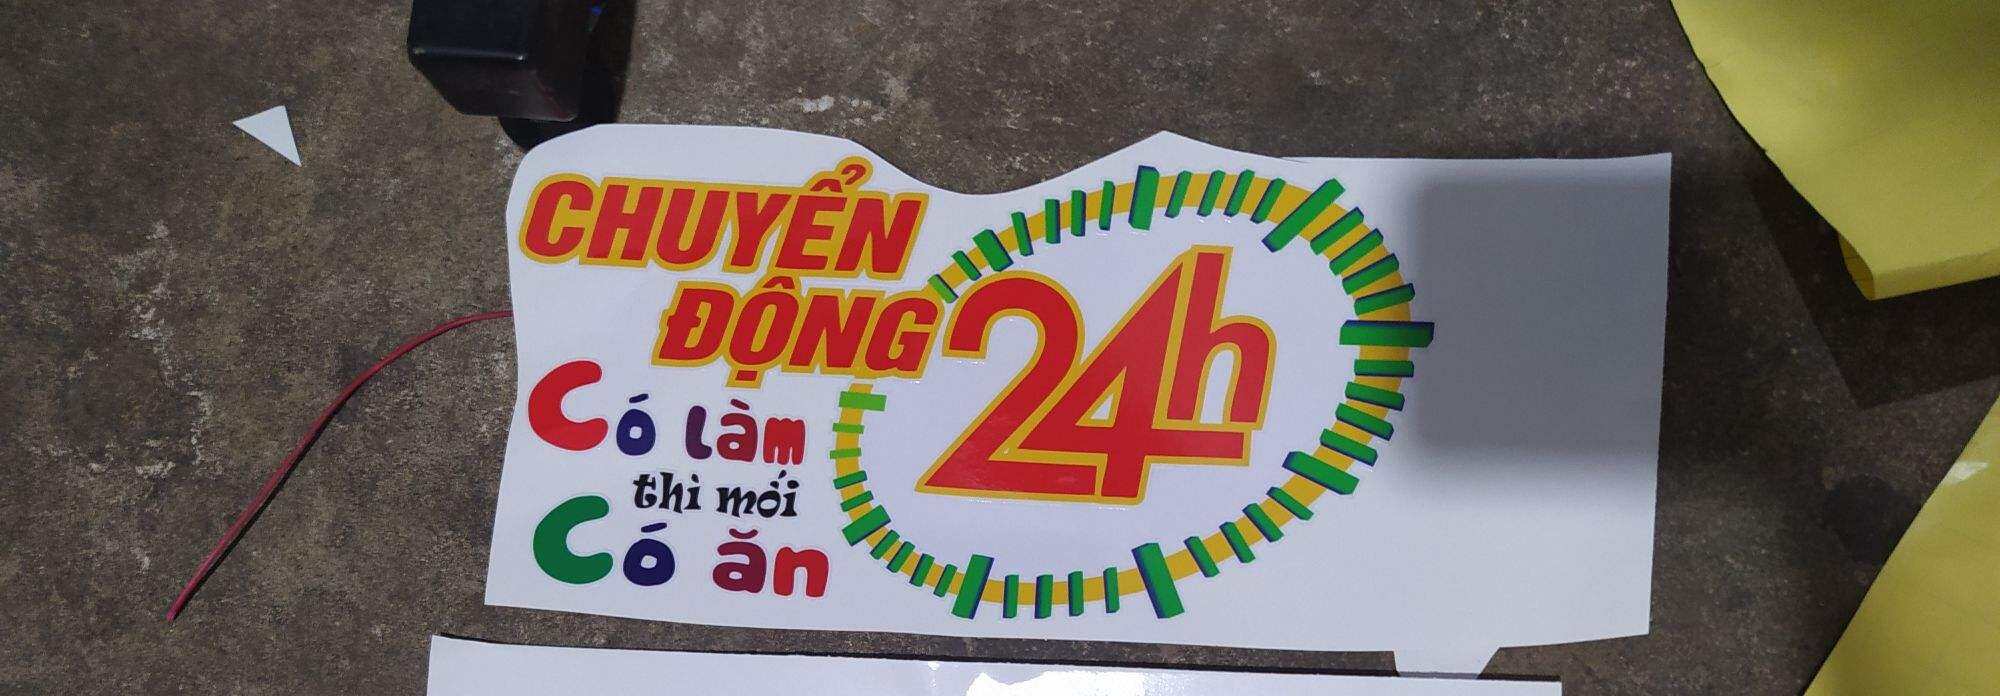 CHUYỂN
ĐỘNG 24h
Có làm
thì mới
Có ăn